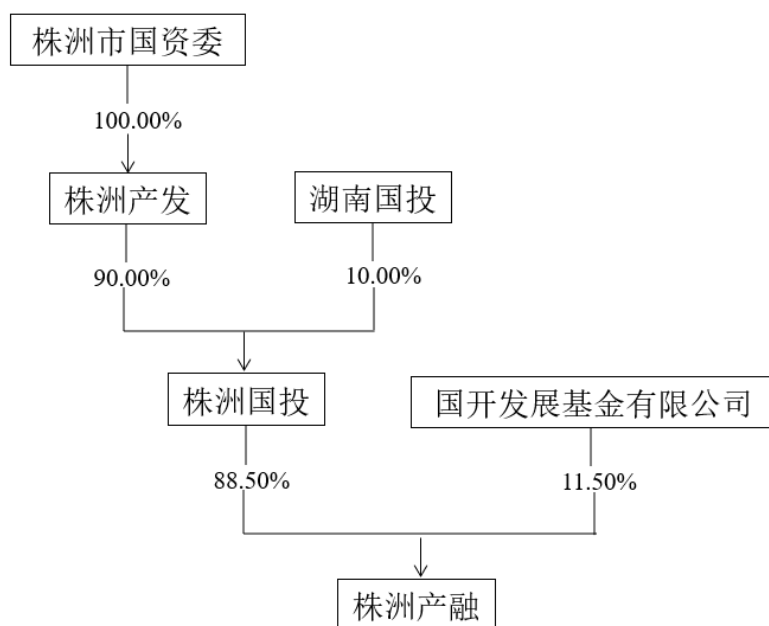 株洲市国资委
100.00%
株洲产发
湖南国投
90.00%
10.00%
株洲国投
国开发展基金有限公司
88.50%
11.50%
株洲产融